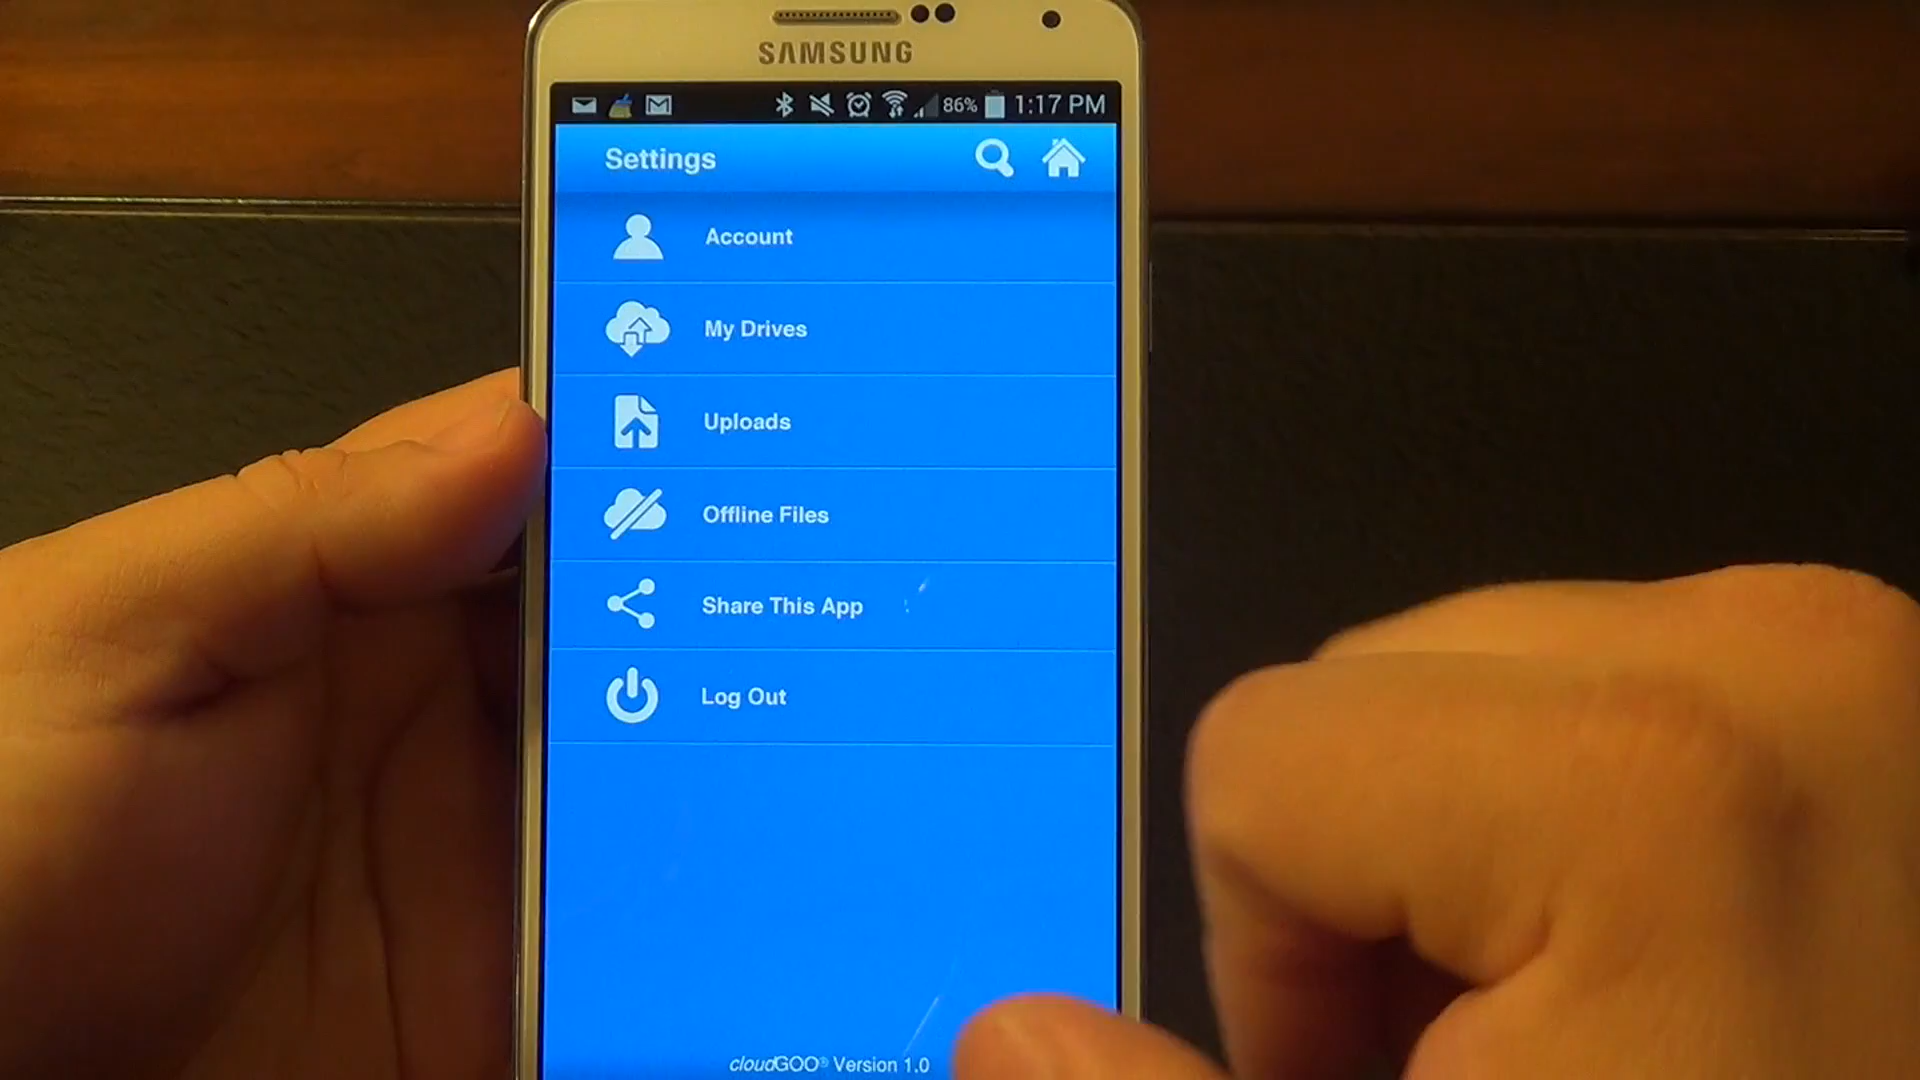 SAMSUNG
86% 1:17 PM
Settings
Account
My Drives
Uploads
Offline Files
Share This App
Log Out
cloudGOO® Version 1.0